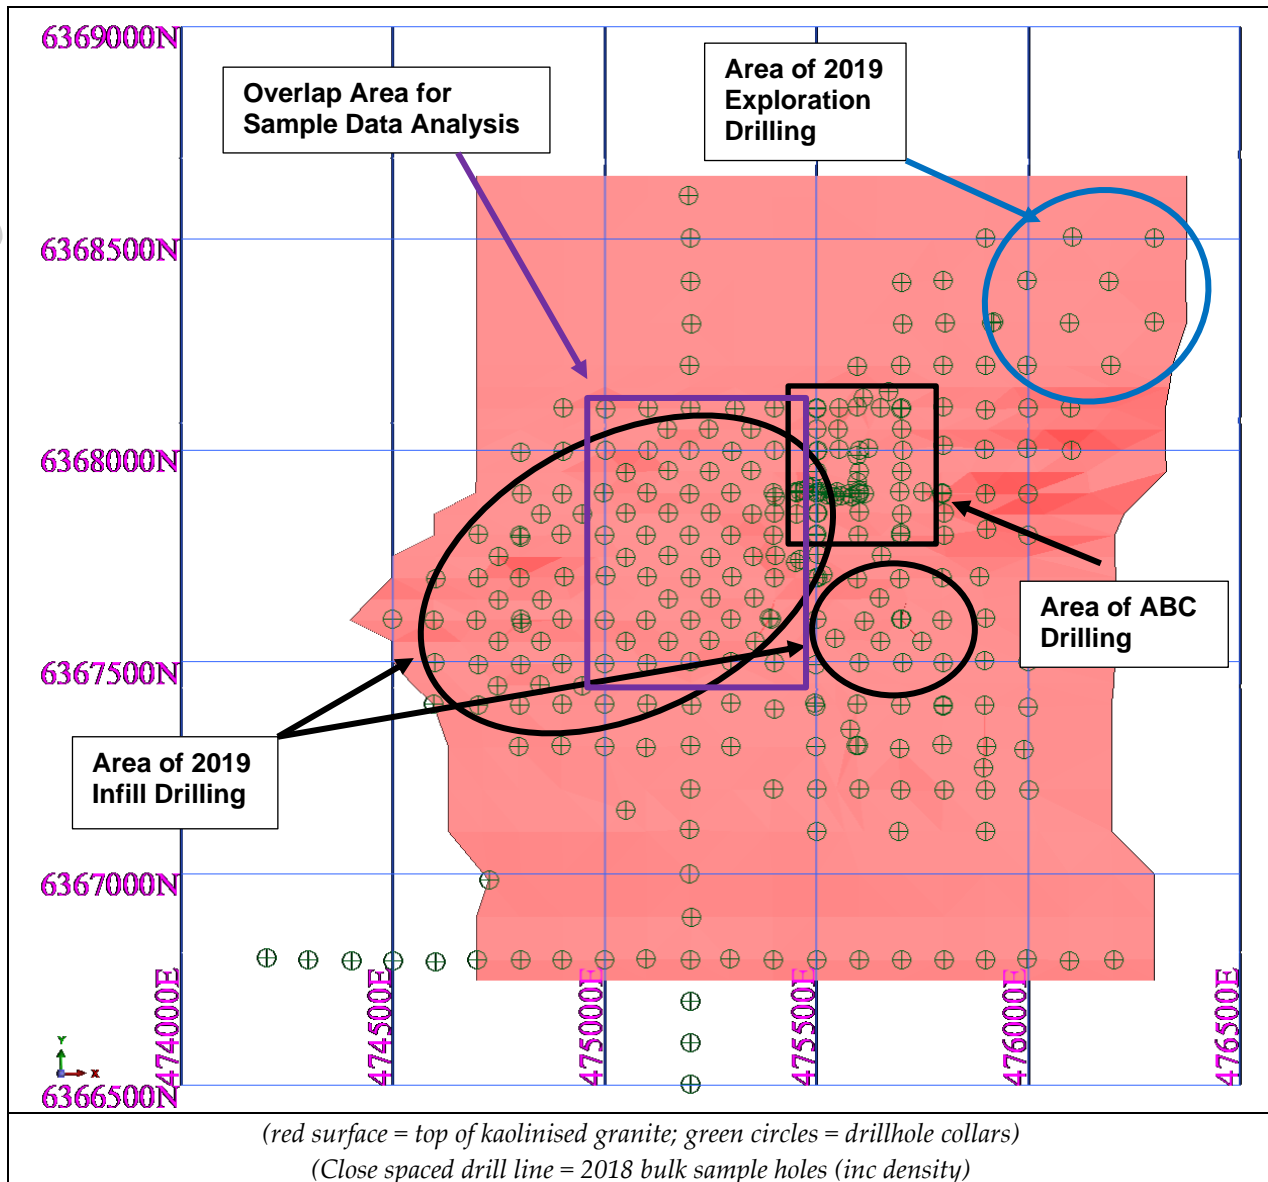 6369000N
Overlap Area for
Sample Data Analysis
Area of 2019
Exploration
Drilling
6368500N
6368000N
Area of ABC
Drilling
6367500N
Area of 2019
Infill Drilling
6367000N
474000E
474500E
475000E
475500E
476000E
476500E
Y
X
6366500N
(red surface = top of kaolinised granite; green circles = drillhole collars)
(Close spaced drill line = 2018 bulk sample holes (inc density)